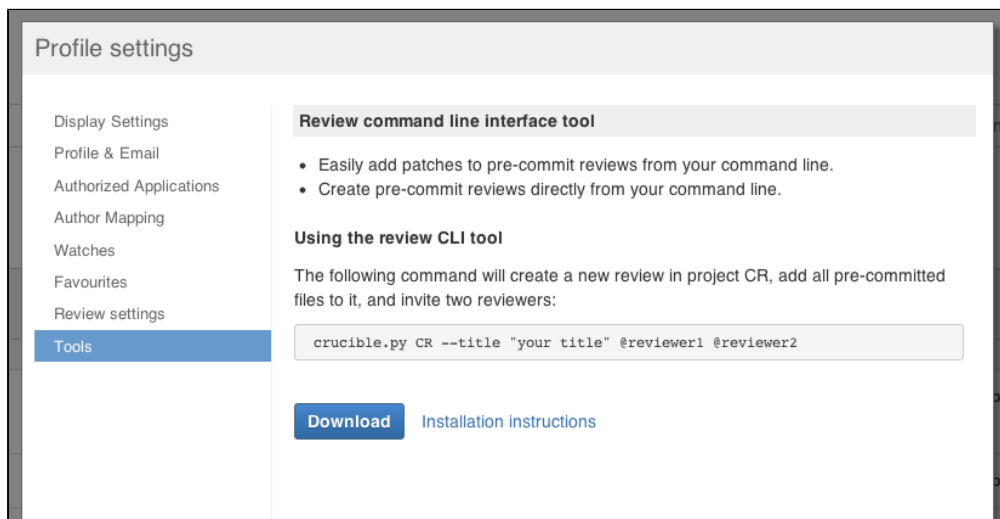 Profile settings
Display Settings
Profile & Email
Authorized Applications
Author Mapping
Watches
Favourites
Review settings
Tools
Review command line interface tool
• Easily add patches to pre-commit reviews from your command line.
• Create pre-commit reviews directly from your command line.
Using the review CLI tool
The following command will create a new review in project CR, add all pre-committed
files to it, and invite two reviewers:
crucible.py CR --title "your title" @reviewer1 @reviewer2
Download Installation instructions